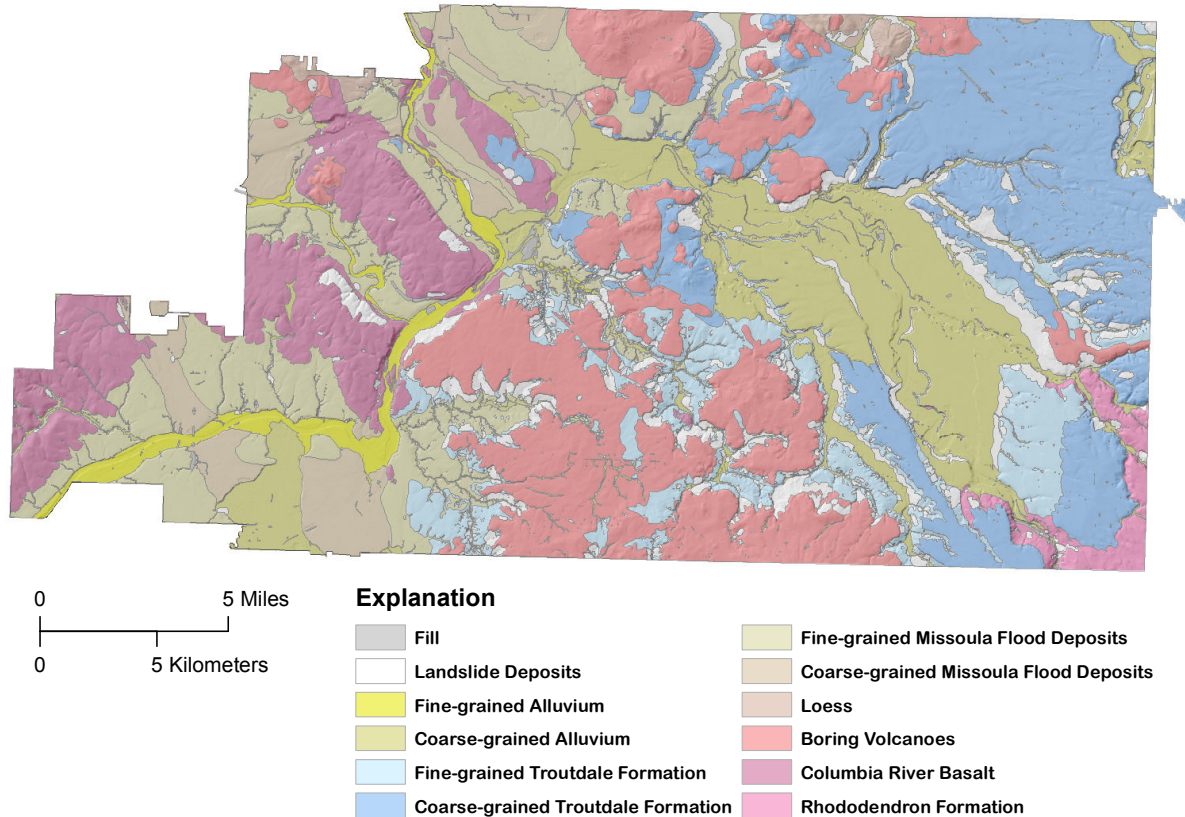 0 5 Miles
0 5 Kilometers
Explanation
Fill
Landslide Deposits
Fine-grained Alluvium
Coarse-grained Alluvium
Fine-grained Troutdale Formation
Coarse-grained Troutdale Formation
Fine-grained Missoula Flood Deposits
Coarse-grained Missoula Flood Deposits
Loess
Boring Volcanoes
Columbia River Basalt
Rhododendron Formation